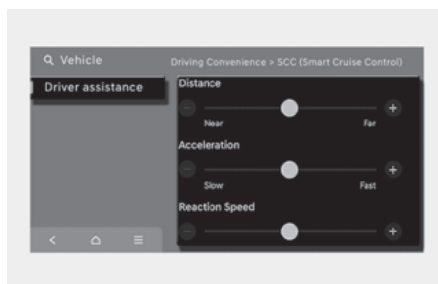 Vehicle
Driving Convenience > SCC (Smart Cruise Control)
Driver assistance
Distance
Near
Far
Acceleration
Slow
Fast
Reaction Speed